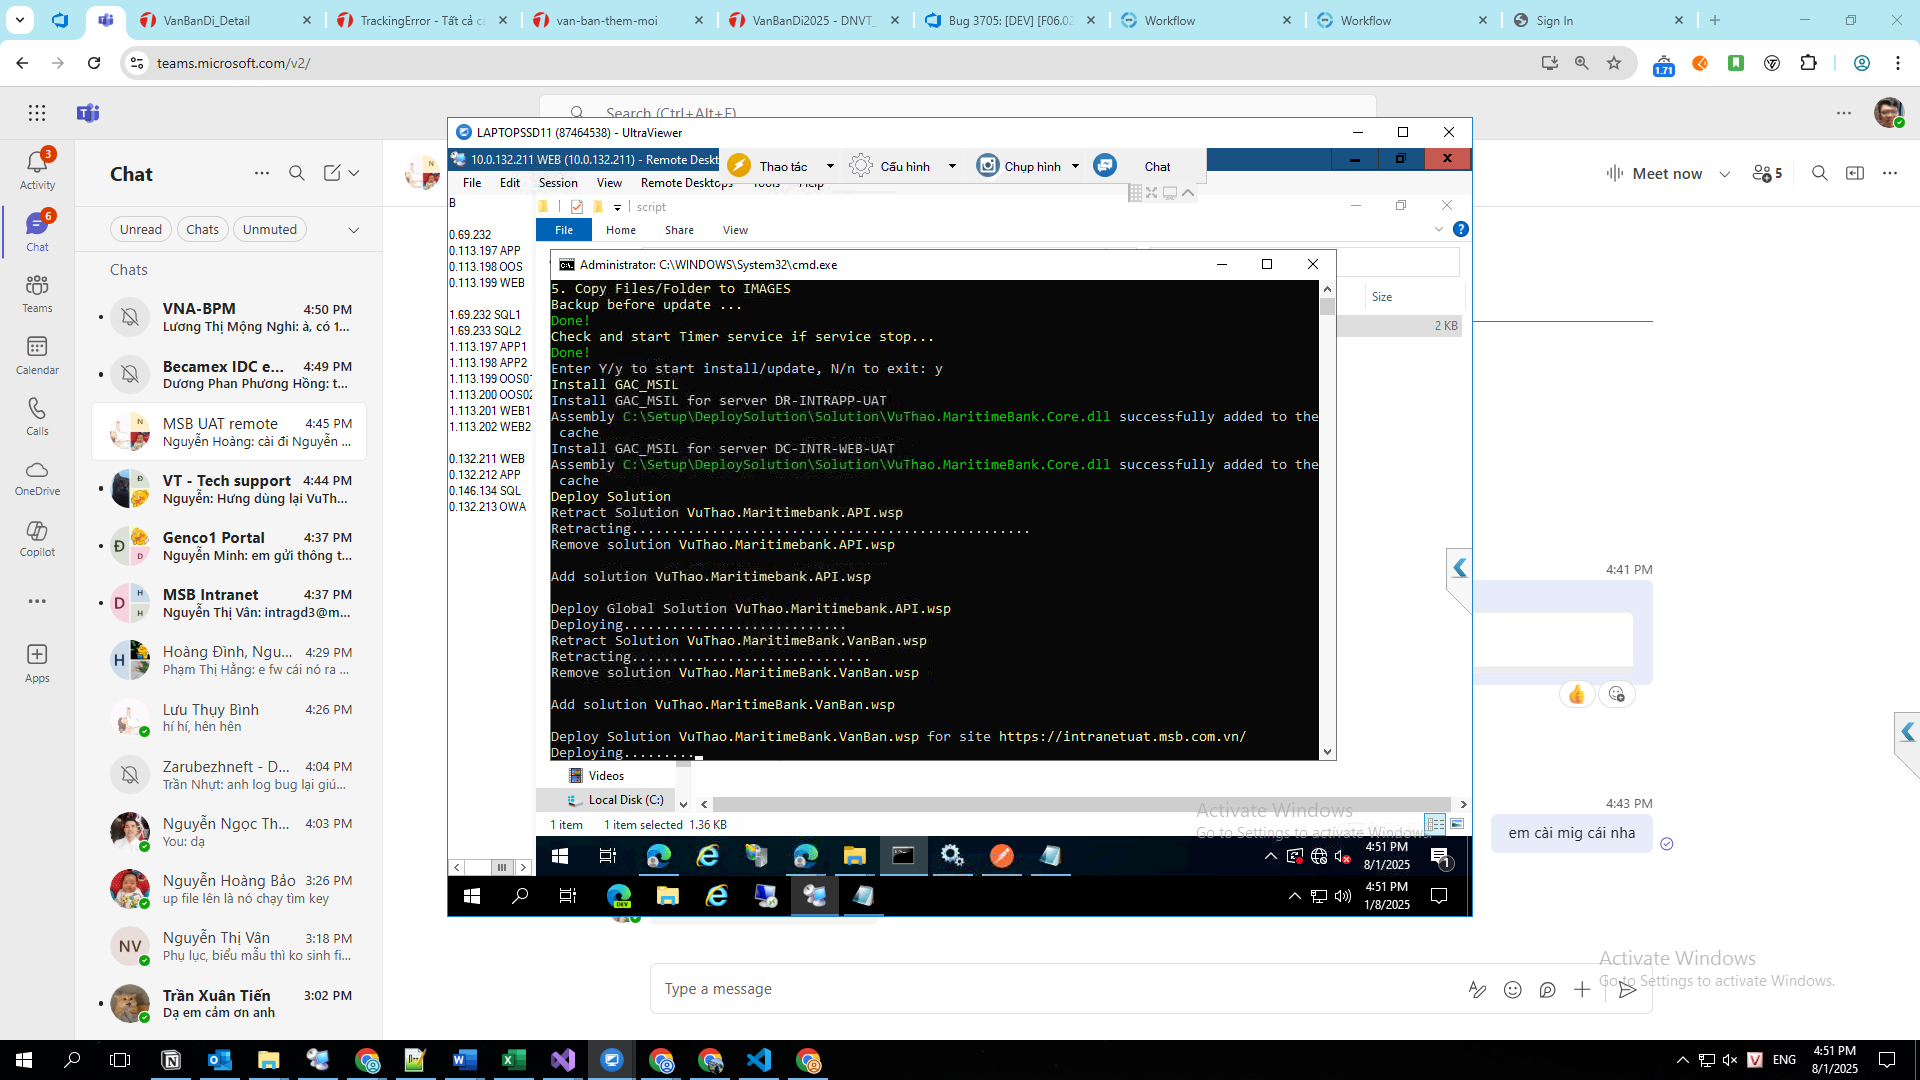 VanBanDi_Detail
TrackingError - Tất cả c
van-ban-them-moi
VanBanDi2025 - DNVT_
Bug 3705: [DEV] [F06.02
Workflow
Workflow
Sign In
teams.microsoft.com/v2/
1.71
Search (Ctrl+Alt+E)
Activity
3
Chat
6
Teams
Calendar
Calls
OneDrive
Copilot
Apps
Chat
Unread
Chats
Unmuted
Chats
VNA-BPM
4:50 PM
Lương Thị Mộng Nghi: à, có 1...
Becamex IDC e...
4:49 PM
Dương Phan Phương Hồng: t...
MSB UAT remote
4:45 PM
Nguyễn Hoàng: cài đi Nguyễn ...
VT - Tech support
4:44 PM
Nguyễn: Hưng dùng lại VuTh...
Genco1 Portal
4:37 PM
Nguyễn Minh: em gửi thông t...
MSB Intranet
4:37 PM
Nguyễn Thị Vân: intragd3@m...
Hoàng Đình, Ngu...
4:29 PM
Phạm Thị Hằng: e fw cái nó ra ...
Lưu Thụy Bình
4:26 PM
hí hí, hên hên
Zarubezhneft - D...
4:04 PM
Trần Nhựt: anh log bug lại giú...
Nguyễn Ngọc Th...
4:03 PM
You: dạ
Nguyễn Hoàng Bảo
3:26 PM
up file lên là nó chạy tìm key
NV
Nguyễn Thị Vân
3:18 PM
Phụ lục, biểu mẫu thì ko sinh fi...
Trần Xuân Tiến
3:02 PM
Dạ em cảm ơn anh
Meet now
5
4:41 PM
4:43 PM
em cài mig cái nha
Type a message
LAPTOPSSD11 (87464538) - UltraViewer
10.0.132.211 WEB (10.0.132.211) - Remote Deskt
Thao tác
Cấu hình
Chụp hình
Chat
File Edit Session View Remote Desktops Tools Help
B
0.69.232
0.113.197 APP
0.113.198 OOS
0.113.199 WEB
1.69.232 SQL1
1.69.233 SQL2
1.113.197 APP1
1.113.198 APP2
1.113.199 OOS01
1.113.200 OOS02
1.113.201 WEB1
1.113.202 WEB2
0.132.211 WEB
0.132.212 APP
0.146.134 SQL
0.132.213 OWA
script
File Home Share View
Size
2 KB
Administrator: C:\WINDOWS\System32\cmd.exe
5. Copy Files/Folder to IMAGES
Backup before update ...
Done!
Check and start Timer service if service stop...
Done!
Enter Y/y to start install/update, N/n to exit: y
Install GAC_MSIL
Install GAC_MSIL for server DR-INTRAPP-UAT
Assembly C:\Setup\DeploySolution\Solution\VuThao.MaritimeBank.Core.dll successfully added to the
cache
Install GAC_MSIL for server DC-INTR-WEB-UAT
Assembly C:\Setup\DeploySolution\Solution\VuThao.MaritimeBank.Core.dll successfully added to the
cache
Deploy Solution
Retract Solution VuThao.Maritimebank.API.wsp
Retracting..................................................
Remove solution VuThao.Maritimebank.API.wsp
Add solution VuThao.Maritimebank.API.wsp
Deploy Global Solution VuThao.Maritimebank.API.wsp
Deploying............................
Retract Solution VuThao.MaritimeBank.VanBan.wsp
Retracting..............................
Remove solution VuThao.MaritimeBank.VanBan.wsp
Add solution VuThao.MaritimeBank.VanBan.wsp
Deploy Solution VuThao.MaritimeBank.VanBan.wsp for site https://intranetuat.msb.com.vn/
Deploying.........
Videos
Local Disk (C:)
1 item
1 item selected 1.36 KB
Activate Windows
Go to Settings to activate Windows.
4:51 PM
8/1/2025
1
4:51 PM
1/8/2025
Activate Windows
Go to Settings to activate Windows.
ENG
4:51 PM
8/1/2025